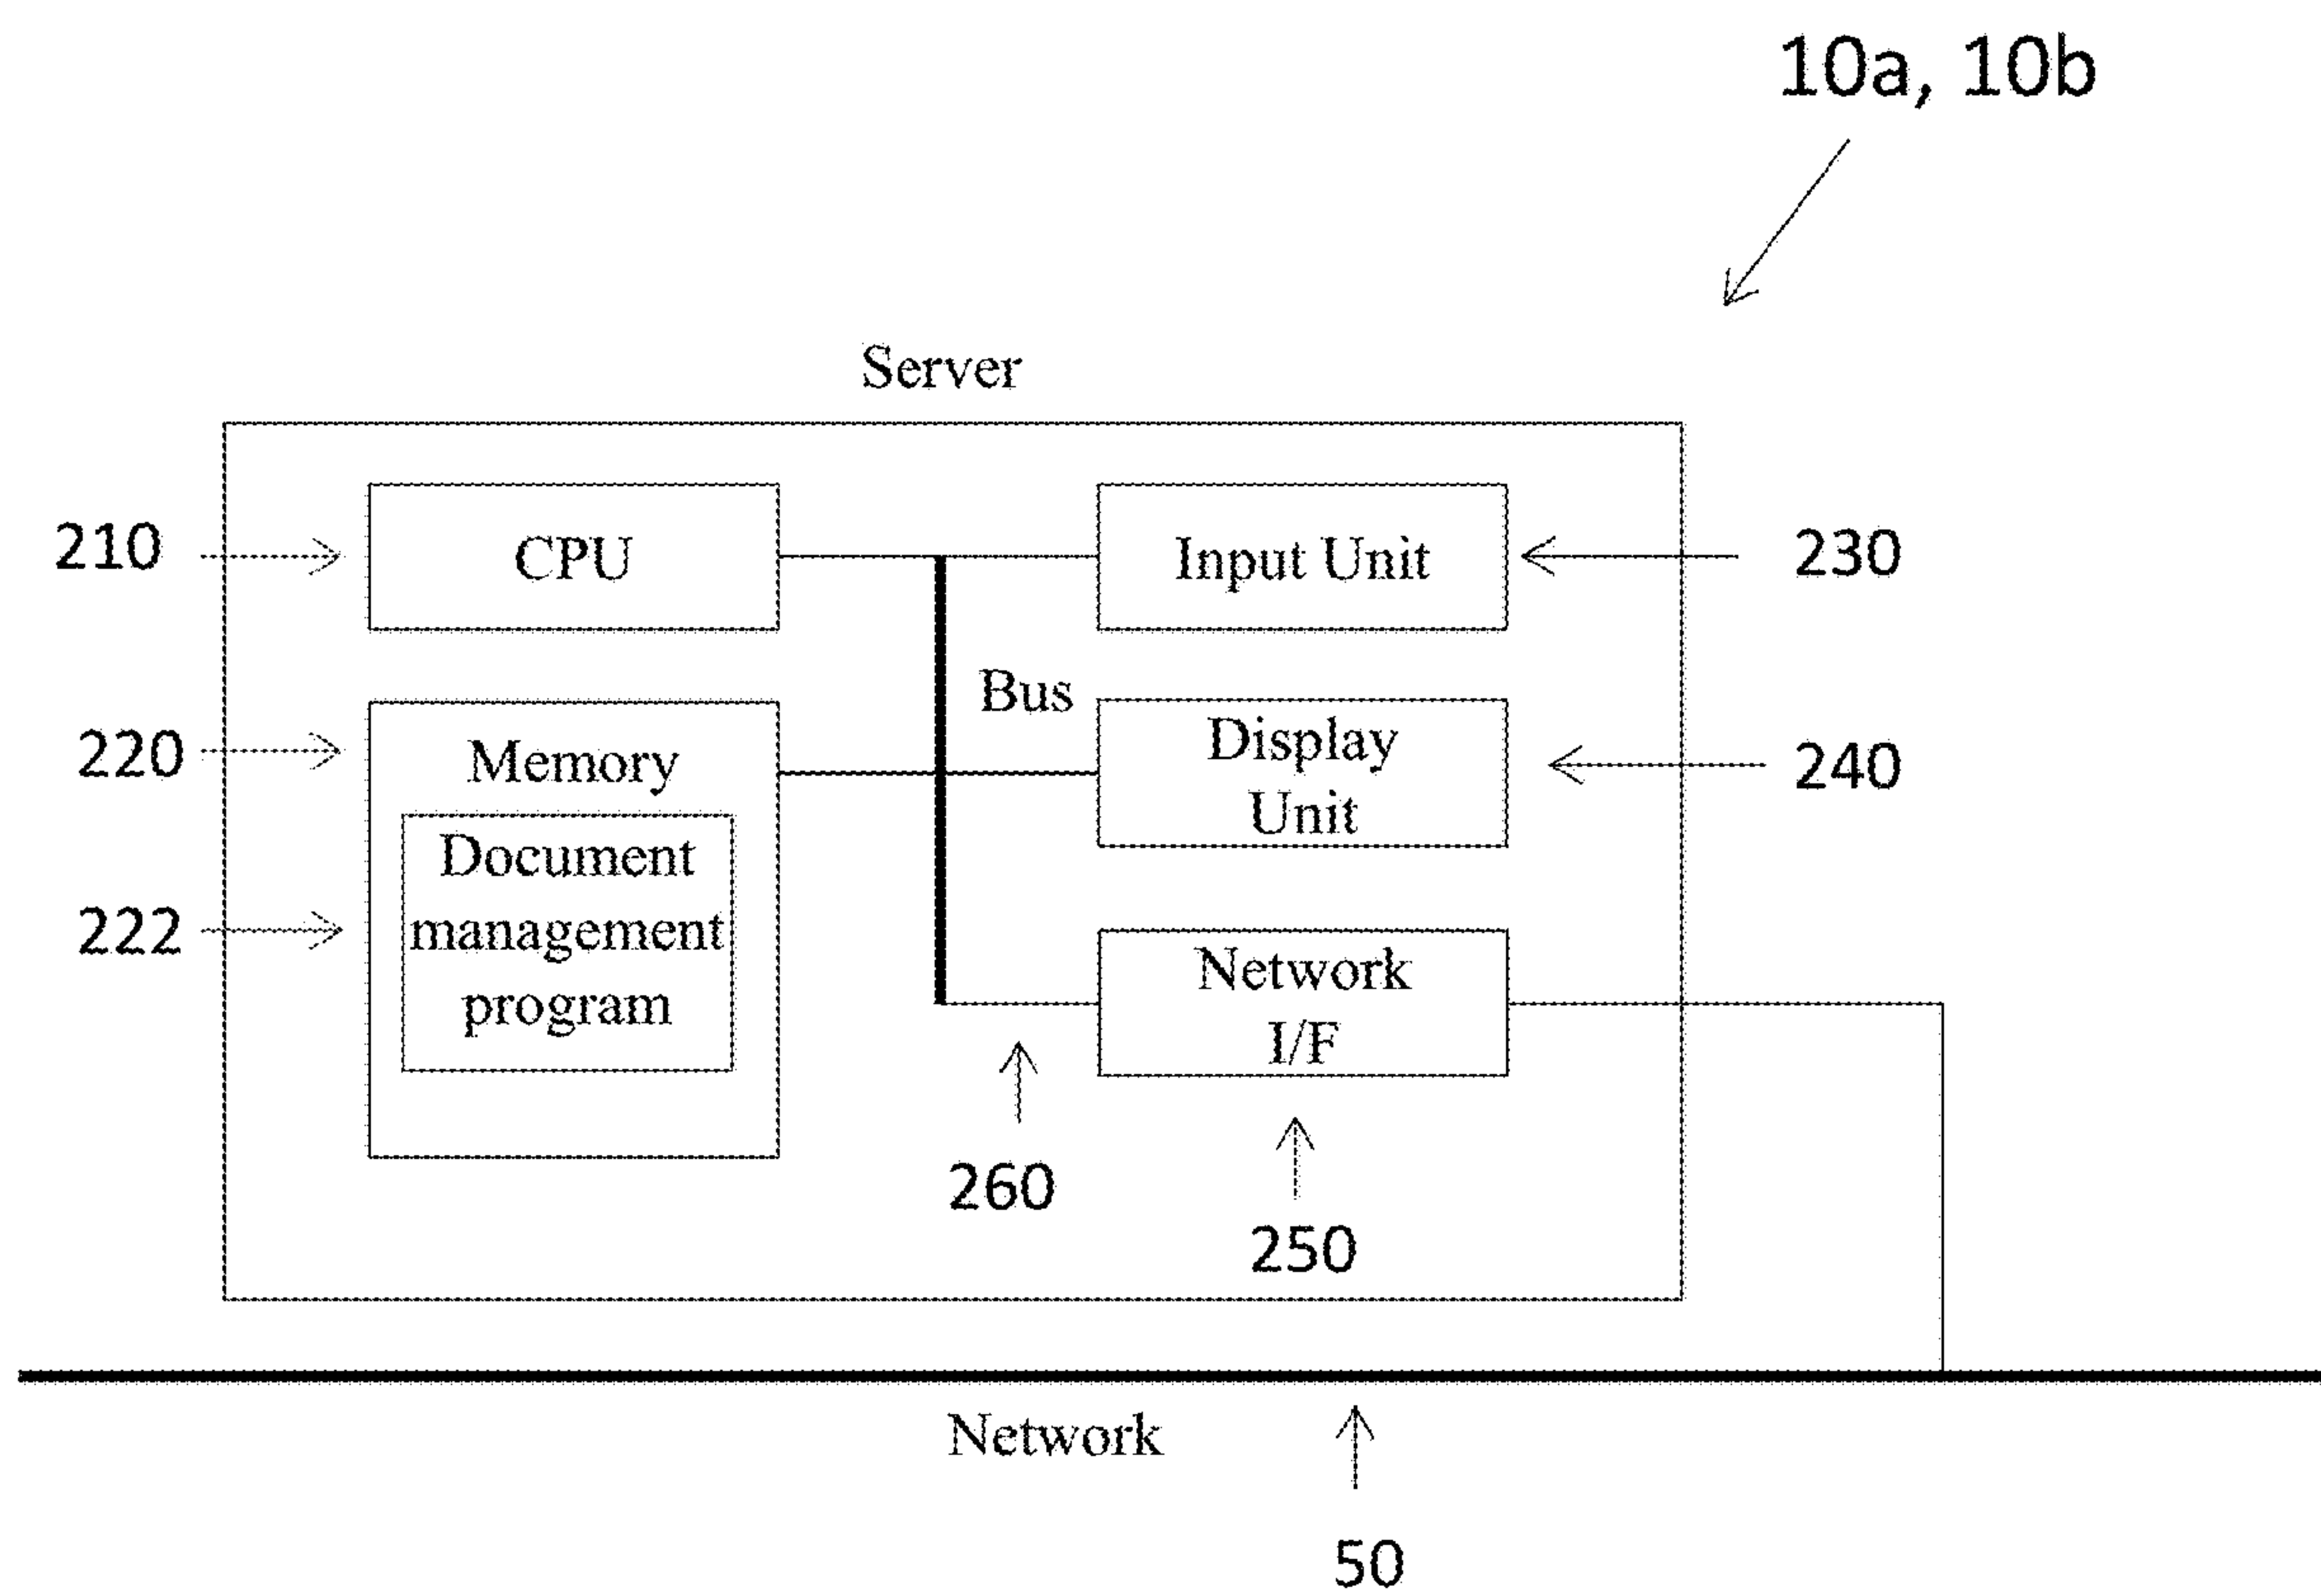 10a, 10b
Server
210
CPU
Input Unit
230
Bus
220
Memory
Display
Unit
240
222
Document
management
program
Network
I/F
260
250
Network
50